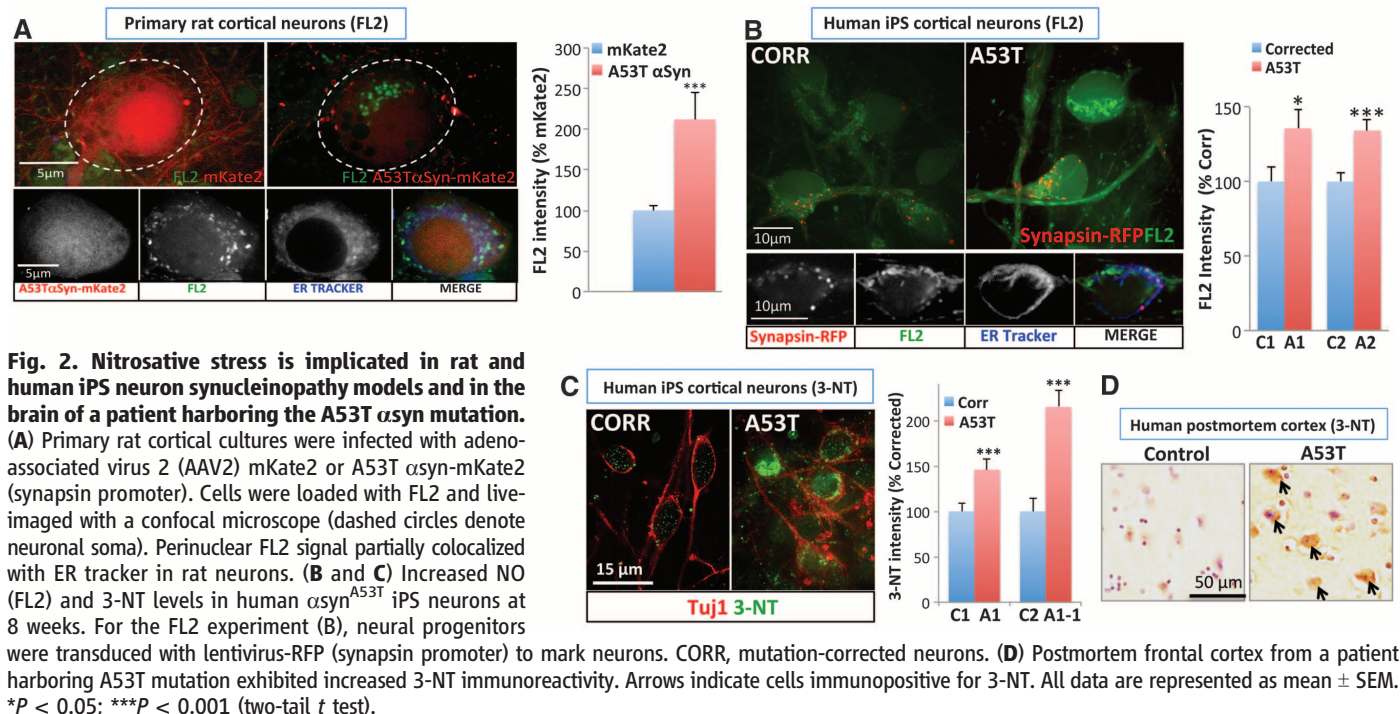 A
Primary rat cortical neurons (FL2)
5µm
FL2 mKate2
FL2 A53TαSyn-mKate2
5µm
A53TαSyn-mKate2
FL2
ER TRACKER
MERGE
FL2 intensity (% mKate2)
300
250
200
150
100
50
0
mKate2
A53T αSyn
***
B
Human iPS cortical neurons (FL2)
CORR
A53T
10µm
Synapsin-RFPFL2
10µm
Synapsin-RFP
FL2
ER Tracker
MERGE
Corrected
A53T
FL2 Intensity (% Corr)
150
100
50
0
*
***
C1 A1
C2 A2
Fig. 2. Nitrosative stress is implicated in rat and
human iPS neuron synucleinopathy models and in the
brain of a patient harboring the A53T αsyn mutation.
(A) Primary rat cortical cultures were infected with adeno-
associated virus 2 (AAV2) mKate2 or A53T αsyn-mKate2
(synapsin promoter). Cells were loaded with FL2 and live-
imaged with a confocal microscope (dashed circles denote
neuronal soma). Perinuclear FL2 signal partially colocalized
with ER tracker in rat neurons. (B and C) Increased NO
(FL2) and 3-NT levels in human αsyn^A53T iPS neurons at
8 weeks. For the FL2 experiment (B), neural progenitors
C
Human iPS cortical neurons (3-NT)
CORR
A53T
15 µm
Tuj1 3-NT
3-NT intensity (% Corrected)
200
150
100
50
0
Corr
A53T
***
***
C1 A1
C2 A1-1
D
Human postmortem cortex (3-NT)
Control
A53T
50 µm
were transduced with lentivirus-RFP (synapsin promoter) to mark neurons. CORR, mutation-corrected neurons. (D) Postmortem frontal cortex from a patient
harboring A53T mutation exhibited increased 3-NT immunoreactivity. Arrows indicate cells immunopositive for 3-NT. All data are represented as mean ± SEM.
*P < 0.05; ***P < 0.001 (two-tail t test).